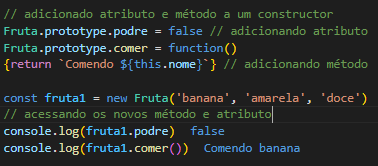 // adicionado atributo e método a um constructor
Fruta.prototype.podre = false // adicionando atributo
Fruta.prototype.comer = function()
{return `Comendo ${this.nome}`} // adicionando método
const fruta1 = new Fruta('banana', 'amarela', 'doce')
// acessando os novos método e atributo
console.log(fruta1.podre) false
console.log(fruta1.comer()) Comendo banana